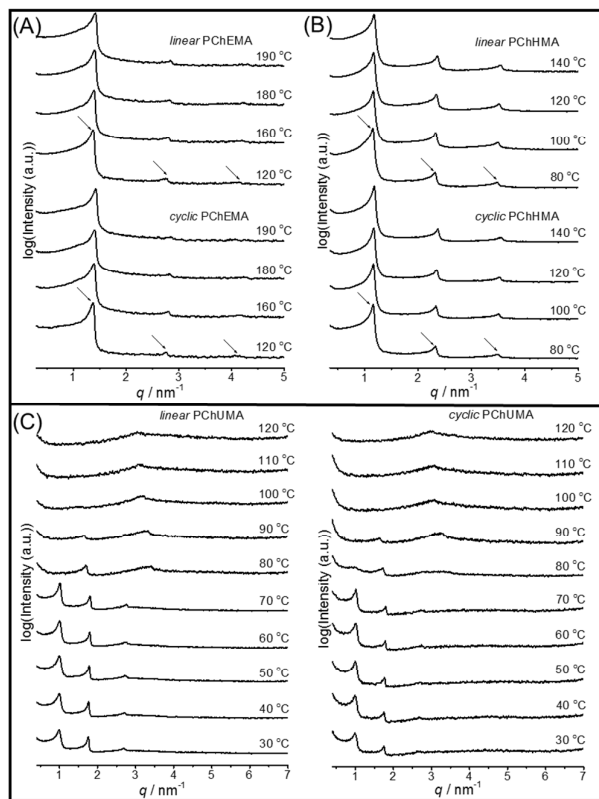 (A)
linear PChEMA
190 °C
180 °C
160 °C
120 °C
cyclic PChEMA
190 °C
180 °C
160 °C
120 °C
log(Intensity (a.u.))
1 2 3 4 5
q / nm⁻¹
(B)
linear PChHMA
140 °C
120 °C
100 °C
80 °C
cyclic PChHMA
140 °C
120 °C
100 °C
80 °C
log(Intensity (a.u.))
1 2 3 4 5
q / nm⁻¹
(C)
linear PChUMA
120 °C
110 °C
100 °C
90 °C
80 °C
70 °C
60 °C
50 °C
40 °C
30 °C
log(Intensity (a.u.))
1 2 3 4 5 6 7
q / nm⁻¹
cyclic PChUMA
120 °C
110 °C
100 °C
90 °C
80 °C
70 °C
60 °C
50 °C
40 °C
30 °C
log(Intensity (a.u.))
1 2 3 4 5 6 7
q / nm⁻¹